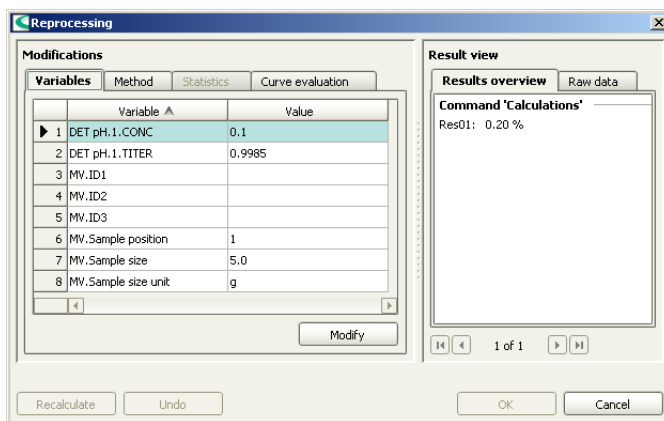 Reprocessing
Modifications
Variables Method Statistics Curve evaluation
Variable Value
1 DET pH.1.CONC 0.1
2 DET pH.1.TITER 0.9985
3 MV.ID1
4 MV.ID2
5 MV.ID3
6 MV.Sample position 1
7 MV.Sample size 5.0
8 MV.Sample size unit g
Modify
Result view
Results overview Raw data
Command 'Calculations'
Res01: 0.20 %
1 of 1
Recalculate Undo OK Cancel